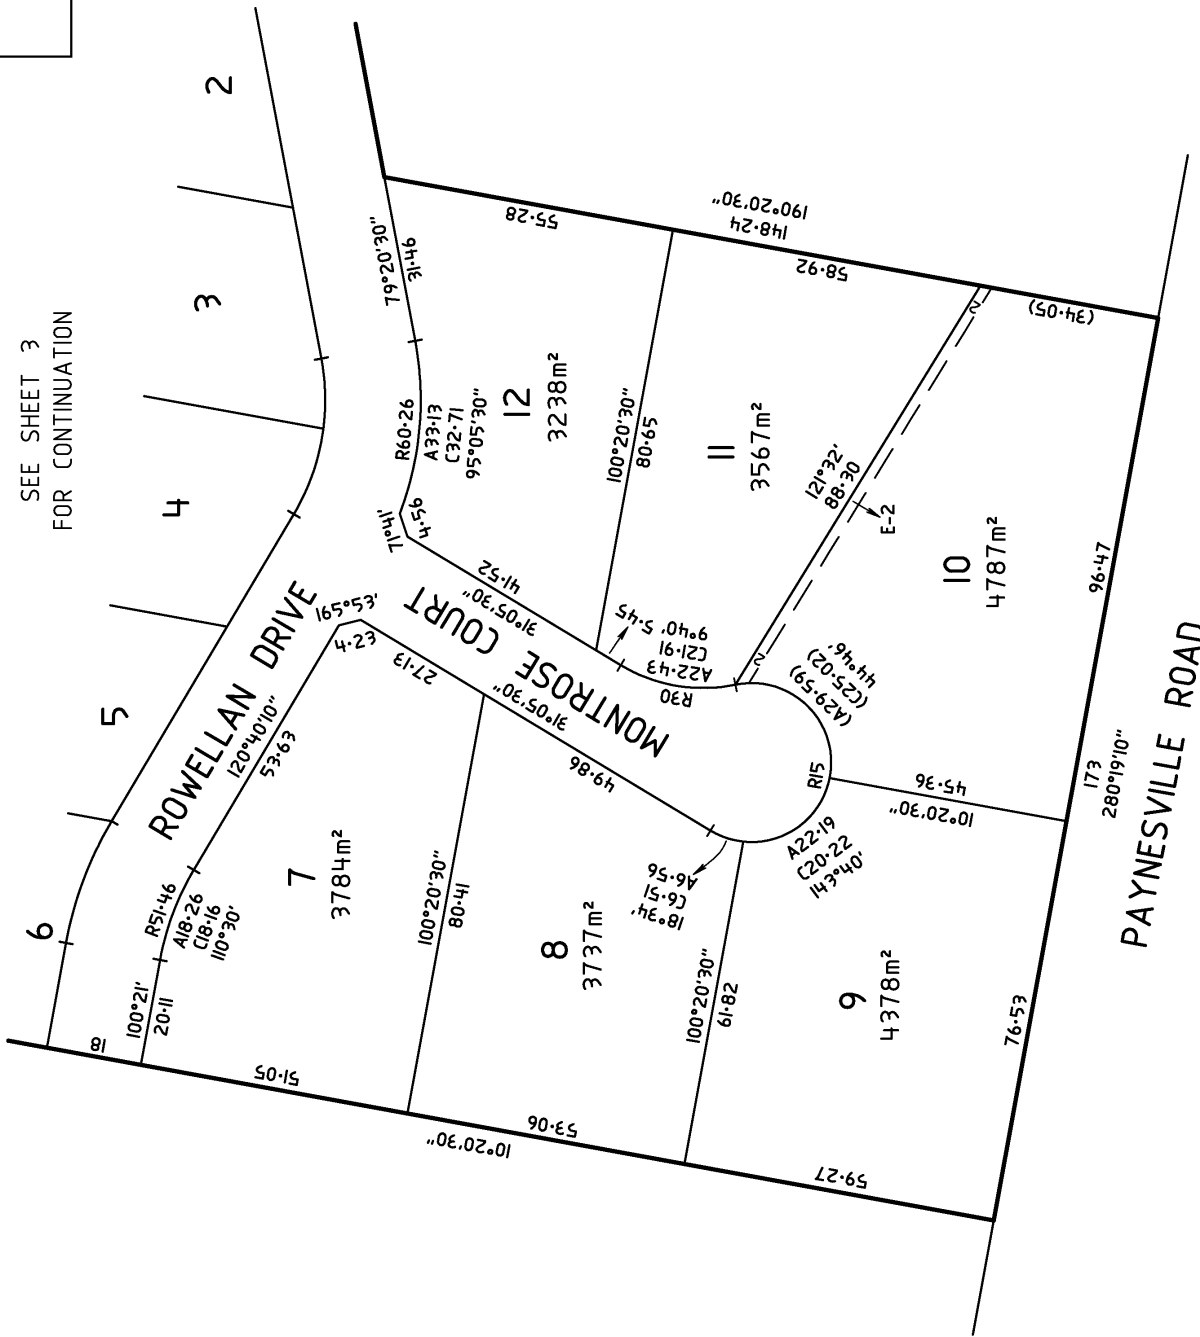 SEE SHEET 3
FOR CONTINUATION
2
3
4
5
6
ROWELLAN DRIVE
MONTROSE COURT
PAYNESVILLE ROAD
79°20'30"
31·46
R60·26
A33·13
C32·71
95°05'30"
71°41'
4·56
12
3238m²
55·28
190°20'30"
148·24
58·92
(34·05)
100°20'30"
80·65
11
3567m²
121°32'
88·30
E-2
2
2
10
4787m²
96·47
41·52
31°05'30"
9°40' 5·45
C21·91
A22·43
R30
44°46'
(C25·02)
(A29·59)
R15
45·36
10°20'30"
173
280°19'10"
165°53'
4·23
27·13
31°05'30"
49·86
120°40'10"
53·63
R51·46
A18·26
C18·16
110°30'
100°21'
20·11
18
7
3784m²
51·05
100°20'30"
80·41
8
3737m²
53·06
10°20'30"
A6·56
C6·51
18°34'
A22·19
C20·22
143°40'
100°20'30"
61·82
9
4378m²
59·27
76·53